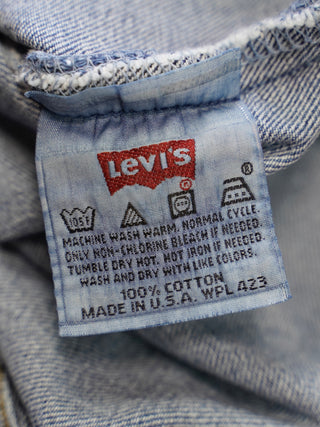 Levi's
®
®
105F
MACHINE WASH WARM. NORMAL CYCLE.
ONLY NON-CHLORINE BLEACH IF NEEDED.
TUMBLE DRY HOT. HOT IRON IF NEEDED.
WASH AND DRY WITH LIKE COLORS.
100% COTTON
MADE IN U.S.A. WPL 423